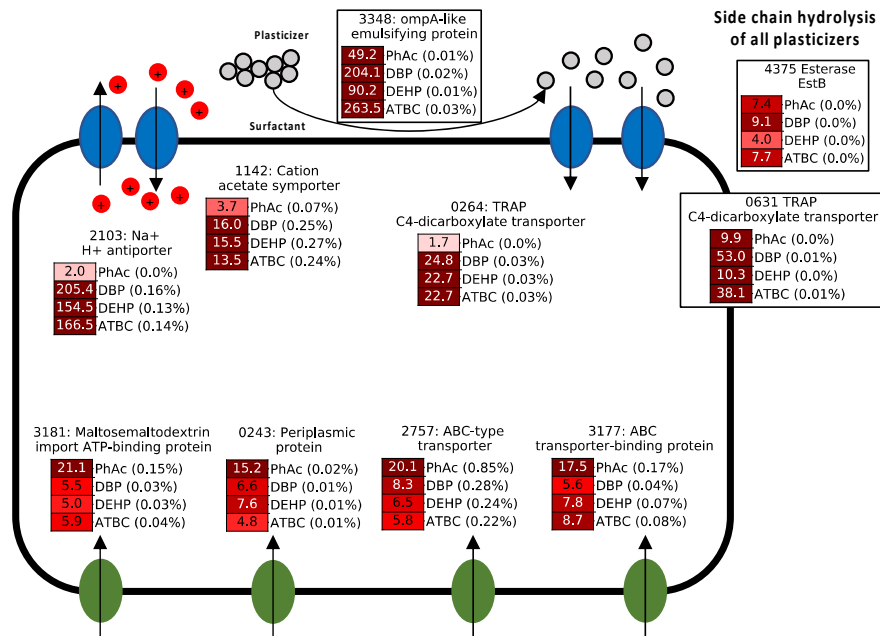 Plasticizer
3348: ompA-like
emulsifying protein
49.2 PhAc (0.01%)
204.1 DBP (0.02%)
90.2 DEHP (0.01%)
263.5 ATBC (0.03%)
Side chain hydrolysis
of all plasticizers
4375 Esterase
EstB
7.4 PhAc (0.0%)
9.1 DBP (0.0%)
4.0 DEHP (0.0%)
7.7 ATBC (0.0%)
+ + + + +
+ + + +
Surfactant
1142: Cation
acetate symporter
3.7 PhAc (0.07%)
16.0 DBP (0.25%)
15.5 DEHP (0.27%)
13.5 ATBC (0.24%)
0264: TRAP
C4-dicarboxylate transporter
1.7 PhAc (0.0%)
24.8 DBP (0.03%)
22.7 DEHP (0.03%)
22.7 ATBC (0.03%)
0631 TRAP
C4-dicarboxylate transporter
9.9 PhAc (0.0%)
53.0 DBP (0.01%)
10.3 DEHP (0.0%)
38.1 ATBC (0.01%)
2103: Na+
H+ antiporter
2.0 PhAc (0.0%)
205.4 DBP (0.16%)
154.5 DEHP (0.13%)
166.5 ATBC (0.14%)
3181: Maltosemaltodextrin
import ATP-binding protein
21.1 PhAc (0.15%)
5.5 DBP (0.03%)
5.0 DEHP (0.03%)
5.9 ATBC (0.04%)
0243: Periplasmic
protein
15.2 PhAc (0.02%)
6.6 DBP (0.01%)
7.6 DEHP (0.01%)
4.8 ATBC (0.01%)
2757: ABC-type
transporter
20.1 PhAc (0.85%)
8.3 DBP (0.28%)
6.5 DEHP (0.24%)
5.8 ATBC (0.22%)
3177: ABC
transporter-binding protein
17.5 PhAc (0.17%)
5.6 DBP (0.04%)
7.8 DEHP (0.07%)
8.7 ATBC (0.08%)